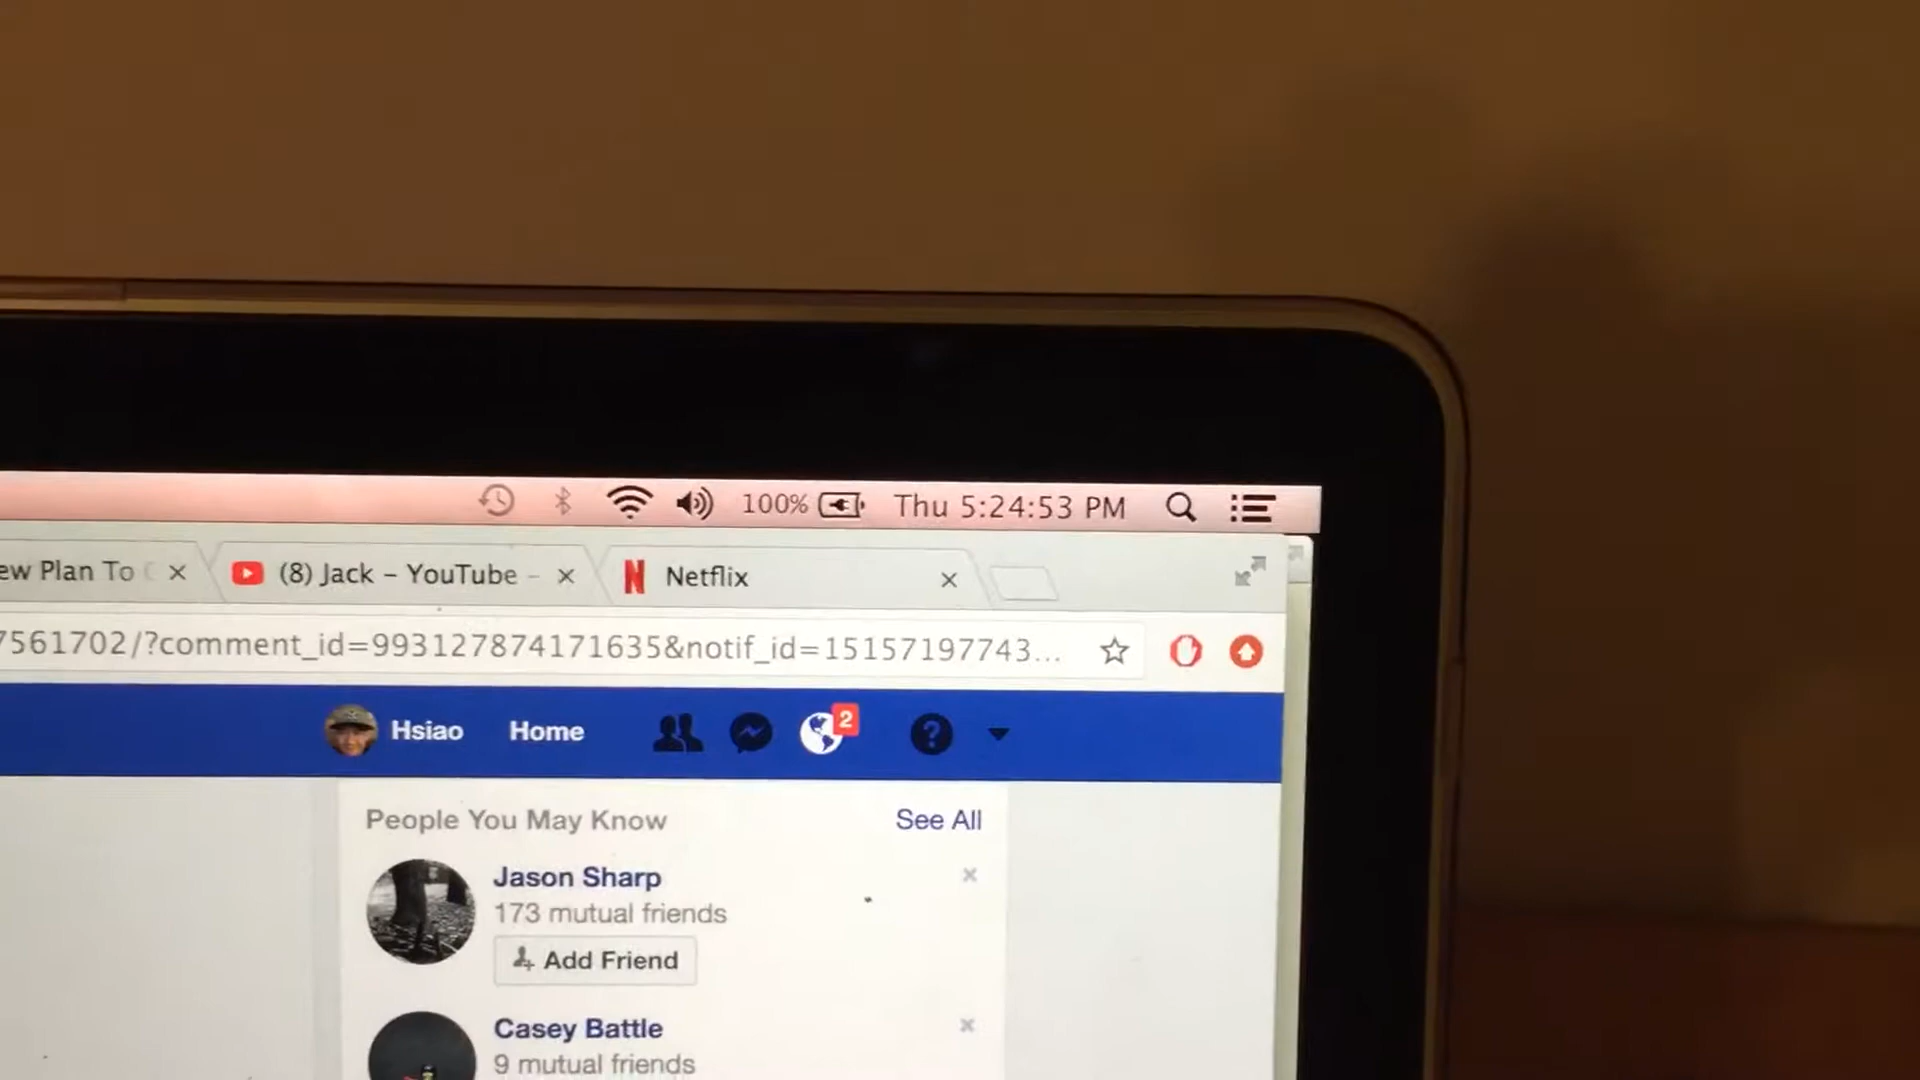 100% Thu 5:24:53 PM
ew Plan To (8) Jack – YouTube – Netflix
7561702/?comment_id=993127874171635&notif_id=15157197743...
Hsiao Home 2
People You May Know See All
Jason Sharp
173 mutual friends
Add Friend
Casey Battle
9 mutual friends